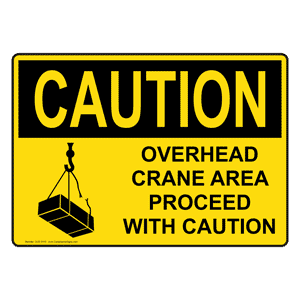 CAUTION
OVERHEAD
CRANE AREA
PROCEED
WITH CAUTION